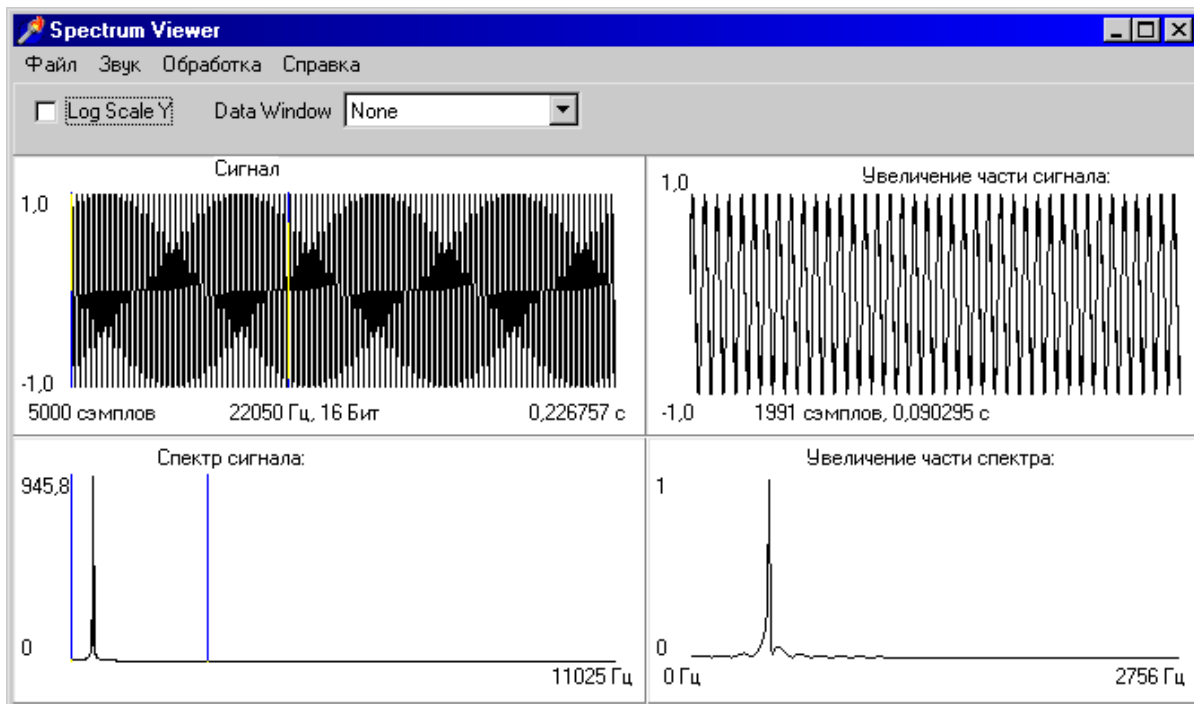 Spectrum Viewer
Файл Звук Обработка Справка
Log Scale Y Data Window None
Сигнал
1,0
-1,0
5000 сэмплов 22050 Гц, 16 Бит 0,226757 с
Увеличение части сигнала:
1,0
-1,0 1991 сэмплов, 0,090295 с
Спектр сигнала:
945,8
0
11025 Гц
Увеличение части спектра:
1
0
0 Гц 2756 Гц